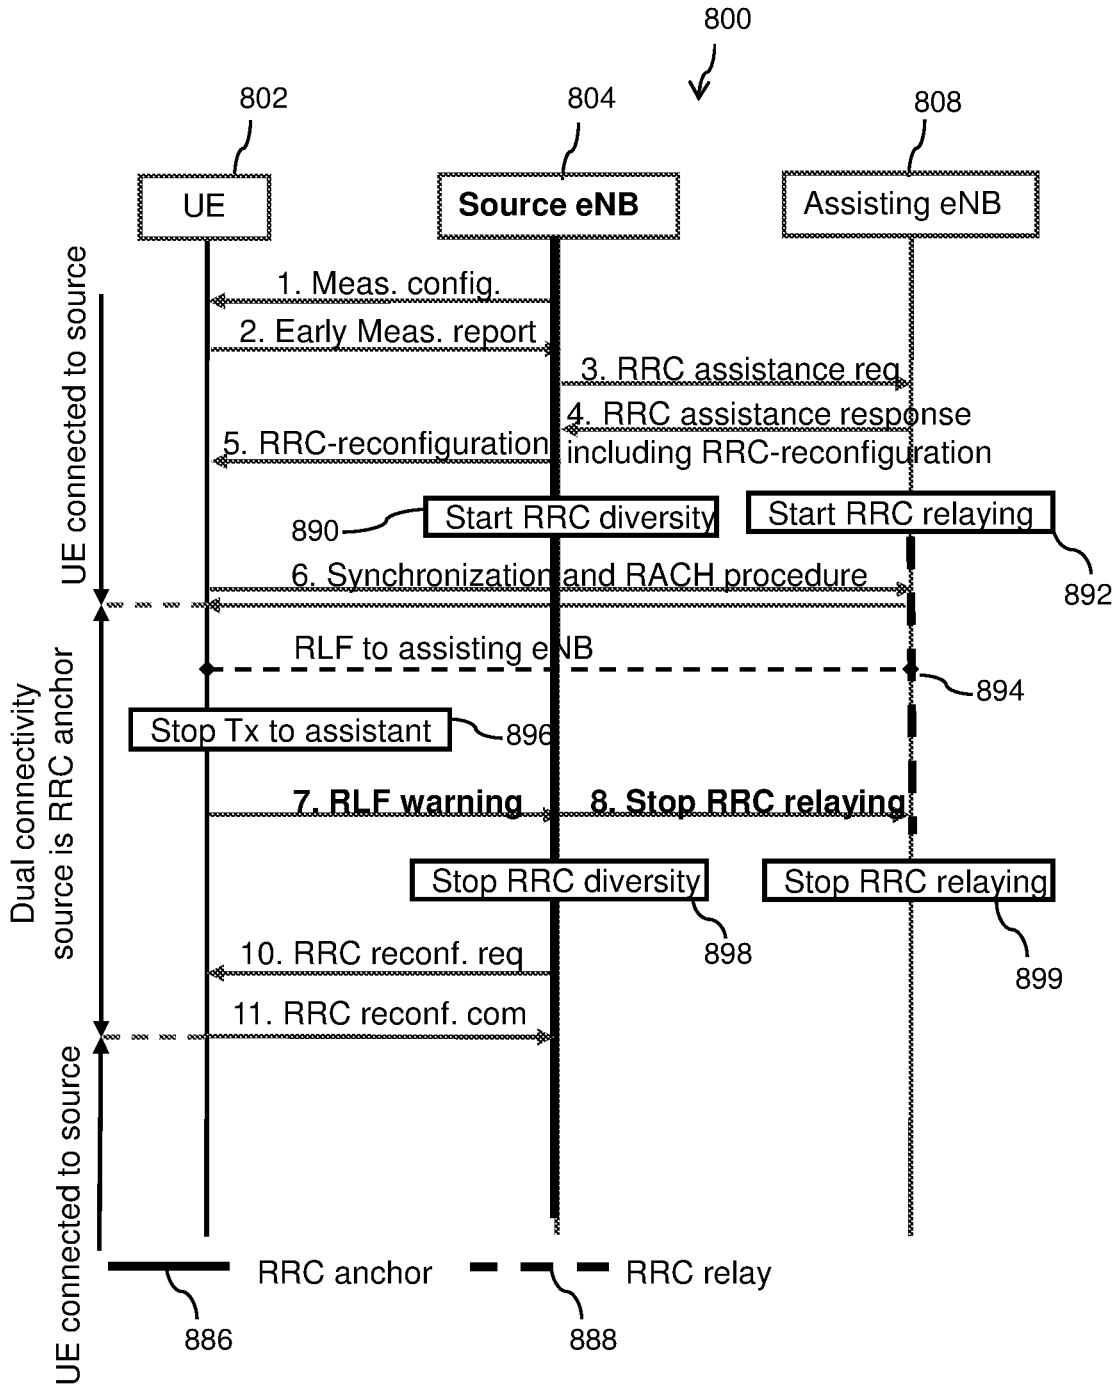 800
802
804
808
UE
Source eNB
Assisting eNB
UE connected to source
1. Meas. config.
2. Early Meas. report
3. RRC assistance req
4. RRC assistance response
including RRC-reconfiguration
5. RRC-reconfiguration
890
Start RRC diversity
Start RRC relaying
892
6. Synchronization and RACH procedure
Dual connectivity
source is RRC anchor
RLF to assisting eNB
894
Stop Tx to assistant
896
7. RLF warning
8. Stop RRC relaying
Stop RRC diversity
Stop RRC relaying
898
899
10. RRC reconf. req
11. RRC reconf. com
UE connected to source
RRC anchor
RRC relay
886
888